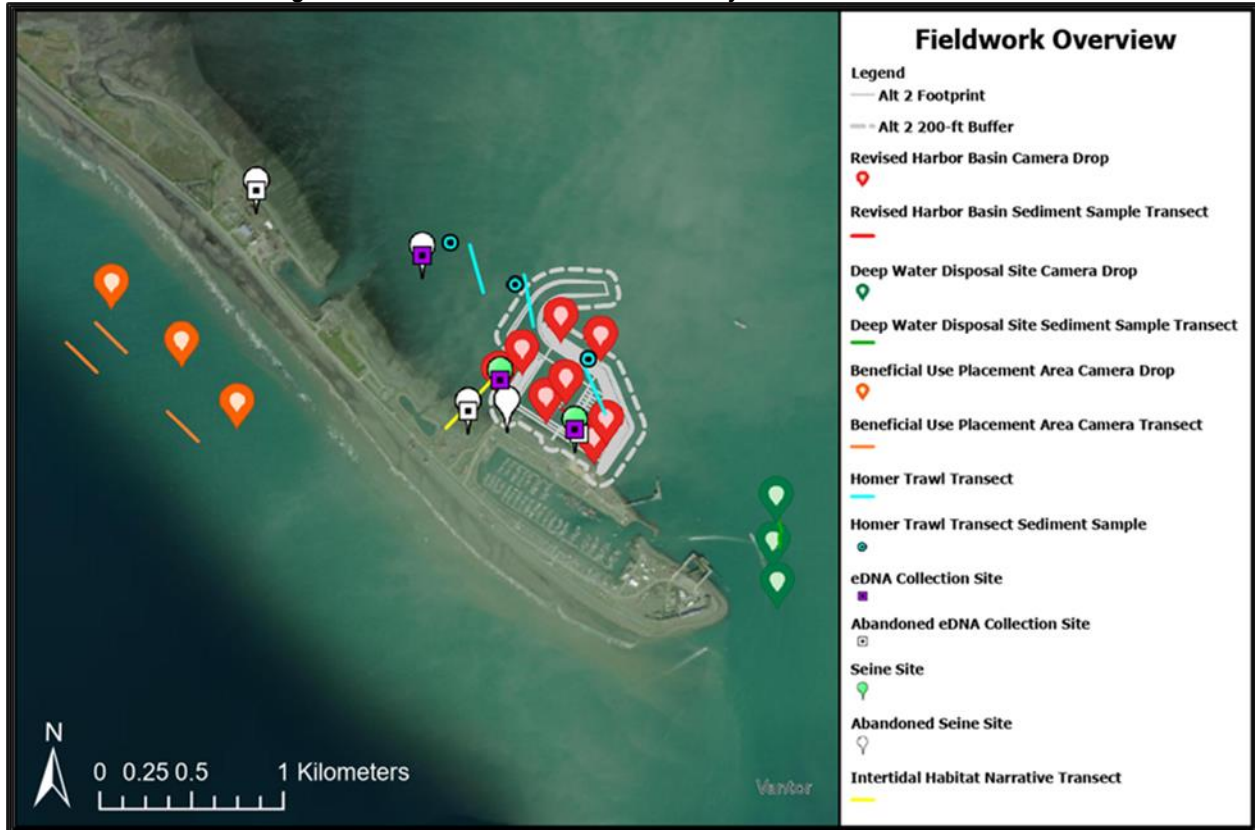 Fieldwork Overview
Legend
Alt 2 Footprint
Alt 2 200-ft Buffer
Revised Harbor Basin Camera Drop
Revised Harbor Basin Sediment Sample Transect
Deep Water Disposal Site Camera Drop
Deep Water Disposal Site Sediment Sample Transect
Beneficial Use Placement Area Camera Drop
Beneficial Use Placement Area Camera Transect
Homer Trawl Transect
Homer Trawl Transect Sediment Sample
eDNA Collection Site
Abandoned eDNA Collection Site
Seine Site
Abandoned Seine Site
Intertidal Habitat Narrative Transect
N
0 0.25 0.5 1 Kilometers
Vantor